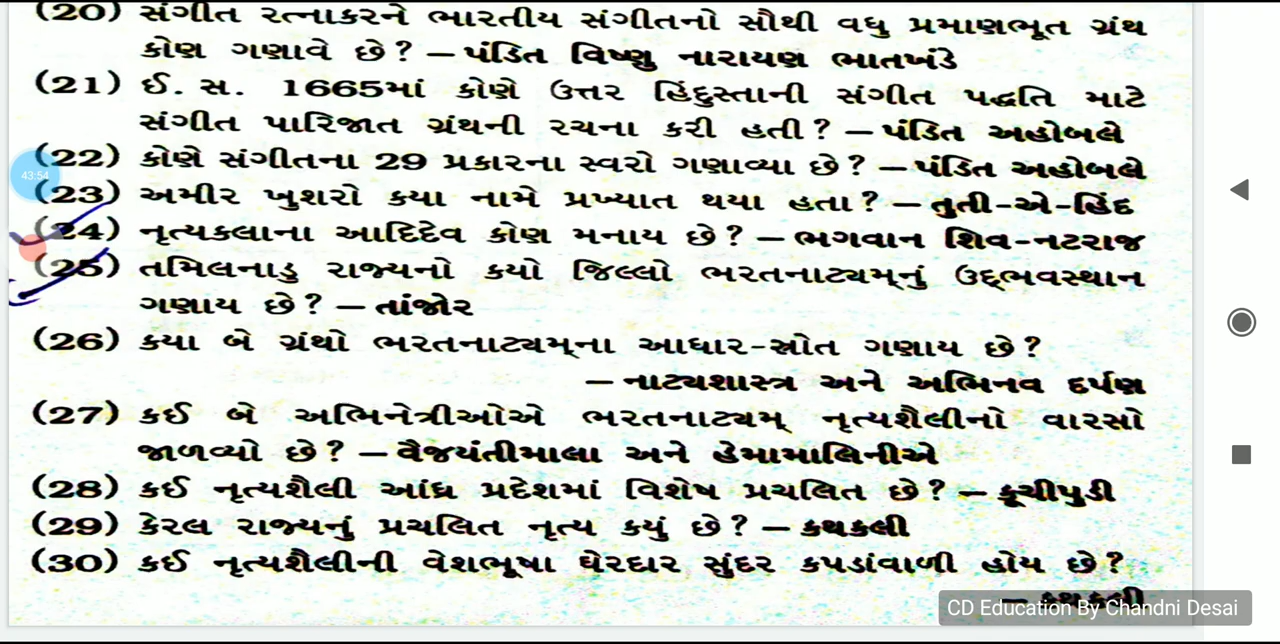 (20) સંગીત રત્નાકરને ભારતીય સંગીતનો સૌથી વધુ પ્રમાણભૂત ગ્રંથ
કોણ ગણાવે છે? – પંડિત વિષ્ણુ નારાયણ ભાતખંડે
(21) ઈ. સ. 1665માં કોણે ઉત્તર હિંદુસ્તાની સંગીત પદ્ધતિ માટે
સંગીત પારિજાત ગ્રંથની રચના કરી હતી? – પંડિત અહોબલે
(22) કોણે સંગીતના 29 પ્રકારના સ્વરો ગણાવ્યા છે? – પંડિત અહોબલે
43:54
(23) અમીર ખુશરો કયા નામે પ્રખ્યાત થયા હતા? – તુતી-એ-હિંદ
(24) નૃત્યકલાના આદિદેવ કોણ મનાય છે? – ભગવાન શિવ-નટરાજ
(25) તમિલનાડુ રાજ્યનો કયો જિલ્લો ભરતનાટ્યમ્‌નું ઉદ્‌ભવસ્થાન
ગણાય છે? – તાંજોર
(26) કયા બે ગ્રંથો ભરતનાટ્યમ્‌ના આધાર-સ્રોત ગણાય છે?
– નાટ્યશાસ્ત્ર અને અભિનવ દર્પણ
(27) કઈ બે અભિનેત્રીઓએ ભરતનાટ્યમ્ નૃત્યશૈલીનો વારસો
જાળવ્યો છે? – વૈજયંતીમાલા અને હેમામાલિનીએ
(28) કઈ નૃત્યશૈલી આંધ્ર પ્રદેશમાં વિશેષ પ્રચલિત છે? – કૂચીપુડી
(29) કેરલ રાજ્યનું પ્રચલિત નૃત્ય કયું છે? – કથકલી
(30) કઈ નૃત્યશૈલીની વેશભૂષા ઘેરદાર સુંદર કપડાંવાળી હોય છે?
– કથકલી
CD Education By Chandni Desai